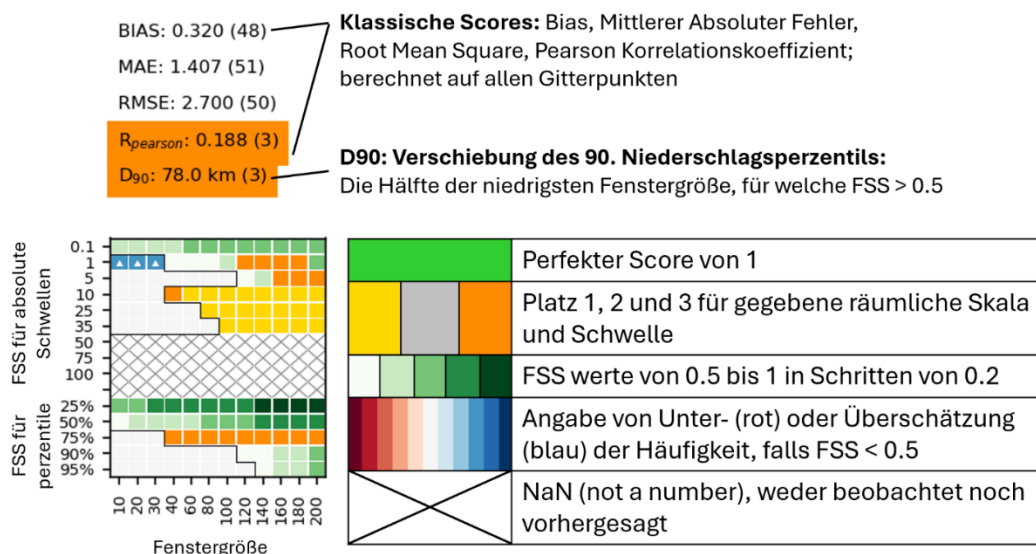 BIAS: 0.320 (48)
MAE: 1.407 (51)
RMSE: 2.700 (50)
Rpearson: 0.188 (3)
D90: 78.0 km (3)
Klassische Scores: Bias, Mittlerer Absoluter Fehler,
Root Mean Square, Pearson Korrelationskoeffizient;
berechnet auf allen Gitterpunkten
D90: Verschiebung des 90. Niederschlagsperzentils:
Die Hälfte der niedrigsten Fenstergröße, für welche FSS > 0.5
FSS für absolute
Schwellen
0.1
1
5
10
25
35
50
75
100
FSS für
perzentile
25%
50%
75%
90%
95%
10 20 30 40 60 80 100 120 140 160 180 200
Fenstergröße
Perfekter Score von 1
Platz 1, 2 und 3 für gegebene räumliche Skala
und Schwelle
FSS werte von 0.5 bis 1 in Schritten von 0.2
Angabe von Unter- (rot) oder Überschätzung
(blau) der Häufigkeit, falls FSS < 0.5
NaN (not a number), weder beobachtet noch
vorhergesagt